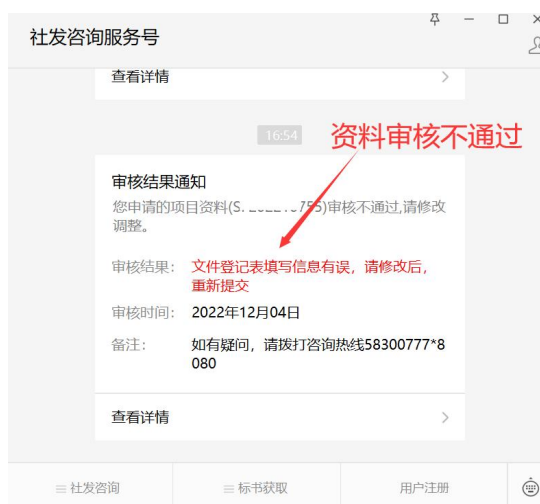 社发咨询服务号
查看详情
16:54
资料审核不通过
审核结果通知
您申请的项目资料(S. 755)审核不通过,请修改
调整。
审核结果: 文件登记表填写信息有误，请修改后，
重新提交
审核时间: 2022年12月04日
备注: 如有疑问，请拨打咨询热线58300777*8
080
查看详情
社发咨询
标书获取
用户注册